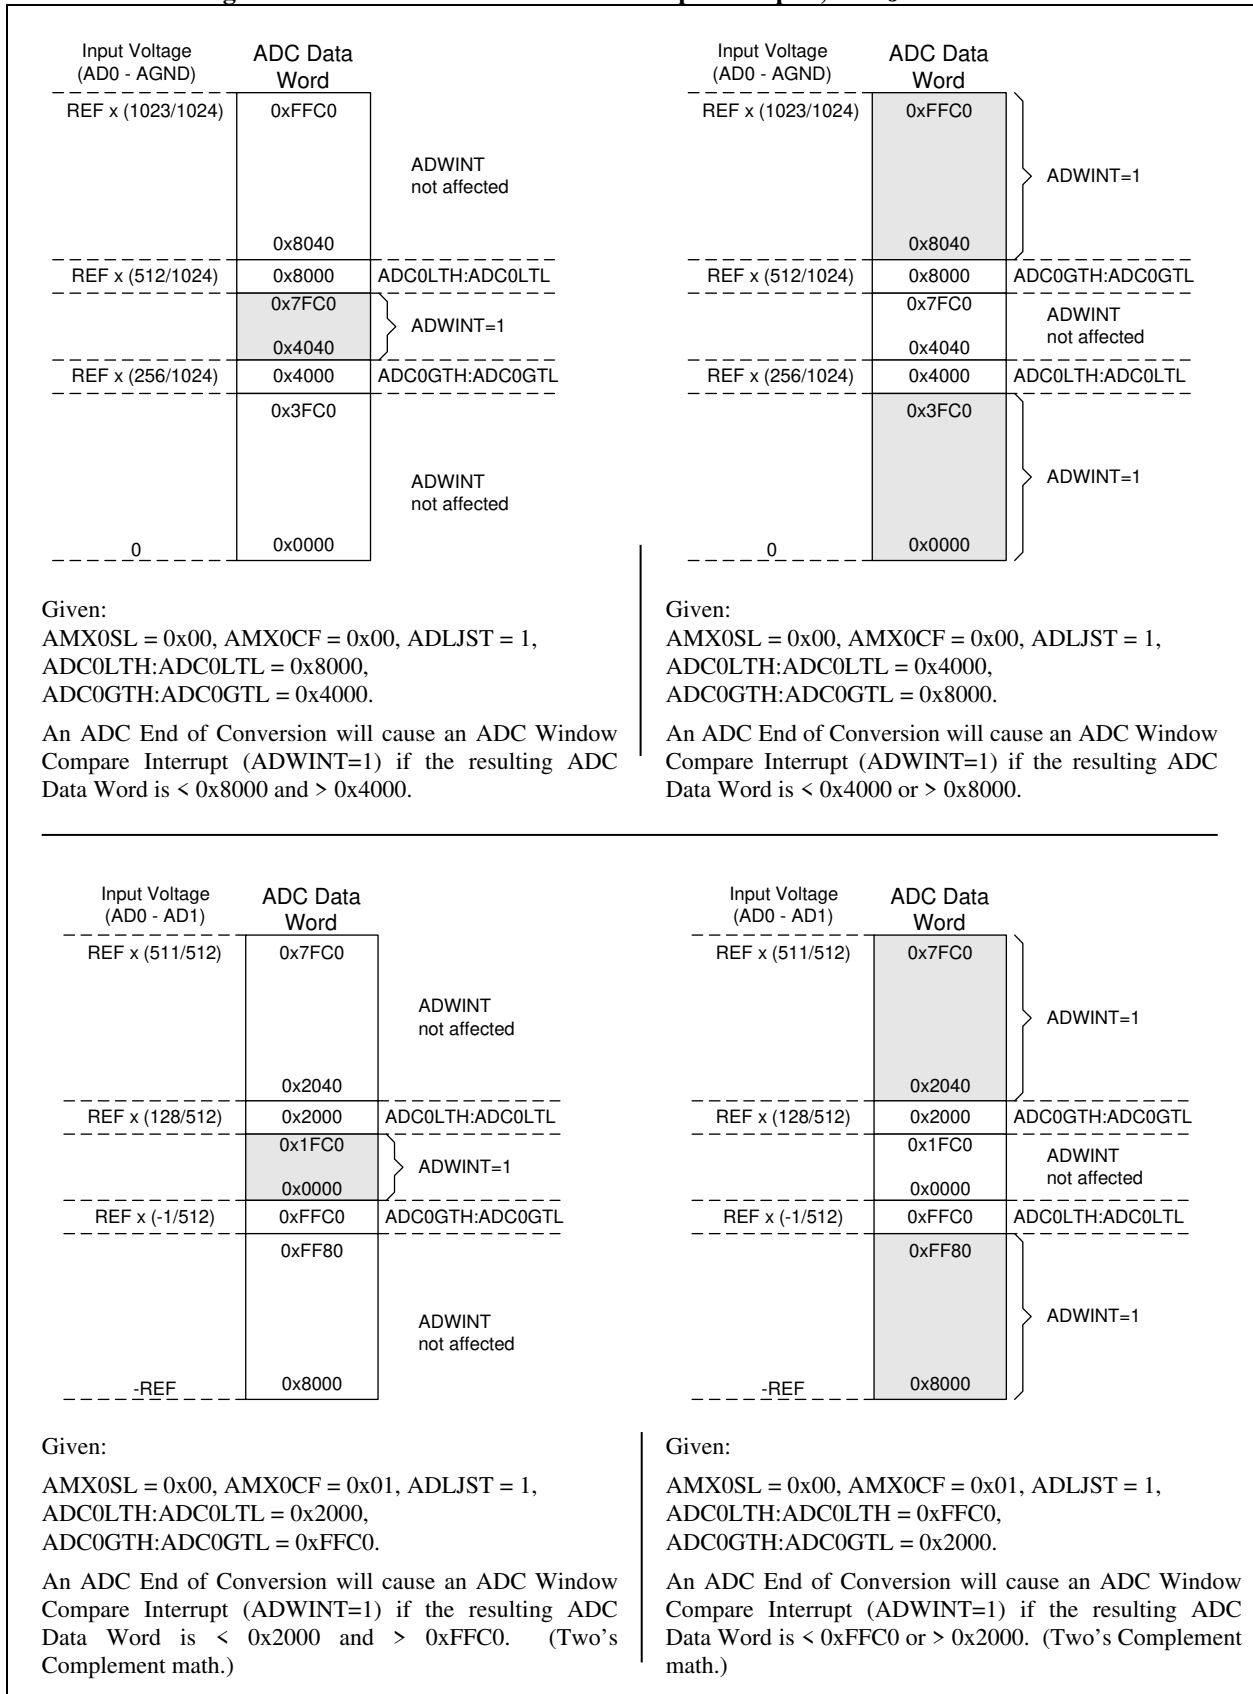 Input Voltage
(AD0 - AGND)
ADC Data
Word
REF x (1023/1024)
0xFFC0
ADWINT
not affected
0x8040
REF x (512/1024)
0x8000
ADC0LTH:ADC0LTL
0x7FC0
ADWINT=1
0x4040
REF x (256/1024)
0x4000
ADC0GTH:ADC0GTL
0x3FC0
ADWINT
not affected
0
0x0000
Given:
AMX0SL = 0x00, AMX0CF = 0x00, ADLJST = 1,
ADC0LTH:ADC0LTL = 0x8000,
ADC0GTH:ADC0GTL = 0x4000.
An ADC End of Conversion will cause an ADC Window
Compare Interrupt (ADWINT=1) if the resulting ADC
Data Word is < 0x8000 and > 0x4000.
Input Voltage
(AD0 - AGND)
ADC Data
Word
REF x (1023/1024)
0xFFC0
ADWINT=1
0x8040
REF x (512/1024)
0x8000
ADC0GTH:ADC0GTL
0x7FC0
ADWINT
not affected
0x4040
REF x (256/1024)
0x4000
ADC0LTH:ADC0LTL
0x3FC0
ADWINT=1
0
0x0000
Given:
AMX0SL = 0x00, AMX0CF = 0x00, ADLJST = 1,
ADC0LTH:ADC0LTL = 0x4000,
ADC0GTH:ADC0GTL = 0x8000.
An ADC End of Conversion will cause an ADC Window
Compare Interrupt (ADWINT=1) if the resulting ADC
Data Word is < 0x4000 or > 0x8000.
Input Voltage
(AD0 - AD1)
ADC Data
Word
REF x (511/512)
0x7FC0
ADWINT
not affected
0x2040
REF x (128/512)
0x2000
ADC0LTH:ADC0LTL
0x1FC0
ADWINT=1
0x0000
REF x (-1/512)
0xFFC0
ADC0GTH:ADC0GTL
0xFF80
ADWINT
not affected
-REF
0x8000
Given:
AMX0SL = 0x00, AMX0CF = 0x01, ADLJST = 1,
ADC0LTH:ADC0LTL = 0x2000,
ADC0GTH:ADC0GTL = 0xFFC0.
An ADC End of Conversion will cause an ADC Window
Compare Interrupt (ADWINT=1) if the resulting ADC
Data Word is < 0x2000 and > 0xFFC0. (Two's
Complement math.)
Input Voltage
(AD0 - AD1)
ADC Data
Word
REF x (511/512)
0x7FC0
ADWINT=1
0x2040
REF x (128/512)
0x2000
ADC0GTH:ADC0GTL
0x1FC0
ADWINT
not affected
0x0000
REF x (-1/512)
0xFFC0
ADC0LTH:ADC0LTL
0xFF80
ADWINT=1
-REF
0x8000
Given:
AMX0SL = 0x00, AMX0CF = 0x01, ADLJST = 1,
ADC0LTH:ADC0LTH = 0xFFC0,
ADC0GTH:ADC0GTL = 0x2000.
An ADC End of Conversion will cause an ADC Window
Compare Interrupt (ADWINT=1) if the resulting ADC
Data Word is < 0xFFC0 or > 0x2000. (Two's Complement
math.)